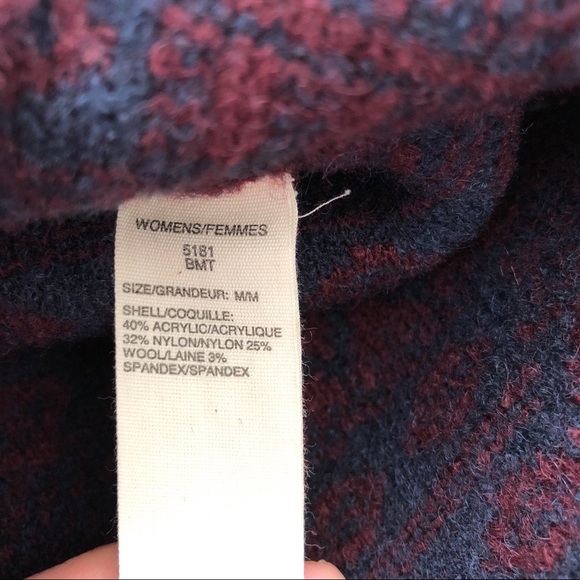 WOMENS/FEMMES
5181
BMT
SIZE/GRANDEUR: M/M
SHELL/COQUILLE:
40% ACRYLIC/ACRYLIQUE
32% NYLON/NYLON 25%
WOOL/LAINE 3%
SPANDEX/SPANDEX